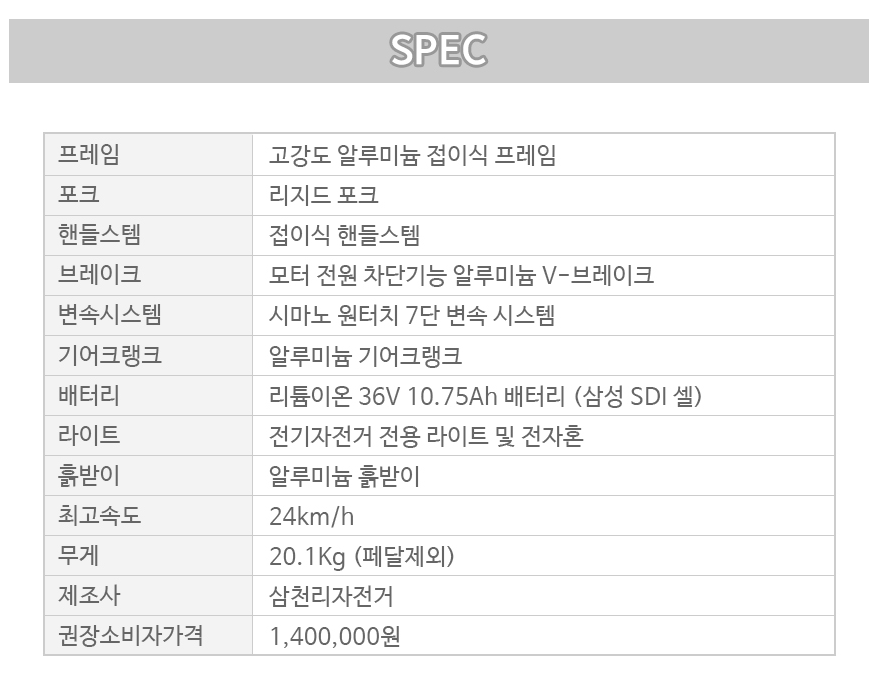 SPEC
프레임 고강도 알루미늄 접이식 프레임
포크 리지드 포크
핸들스템 접이식 핸들스템
브레이크 모터 전원 차단기능 알루미늄 V-브레이크
변속시스템 시마노 원터치 7단 변속 시스템
기어크랭크 알루미늄 기어크랭크
배터리 리튬이온 36V 10.75Ah 배터리 (삼성 SDI 셀)
라이트 전기자전거 전용 라이트 및 전자혼
흙받이 알루미늄 흙받이
최고속도 24km/h
무게 20.1Kg (페달제외)
제조사 삼천리자전거
권장소비자가격 1,400,000원